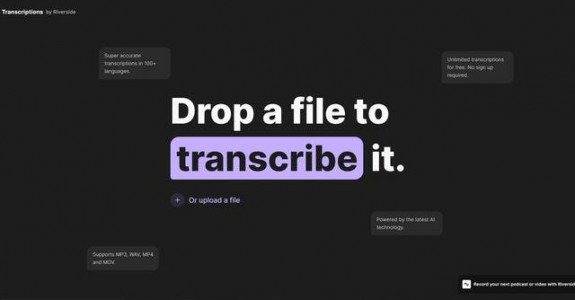 Transcriptions by Riverside
Super accurate
transcriptions in 100+
languages.
Unlimited transcriptions
for free. No sign up
required.
Drop a file to
transcribe it.
+ Or upload a file
Powered by the latest AI
technology.
Supports MP3, WAV, MP4
and MOV
Record your next podcast or video with Riversid